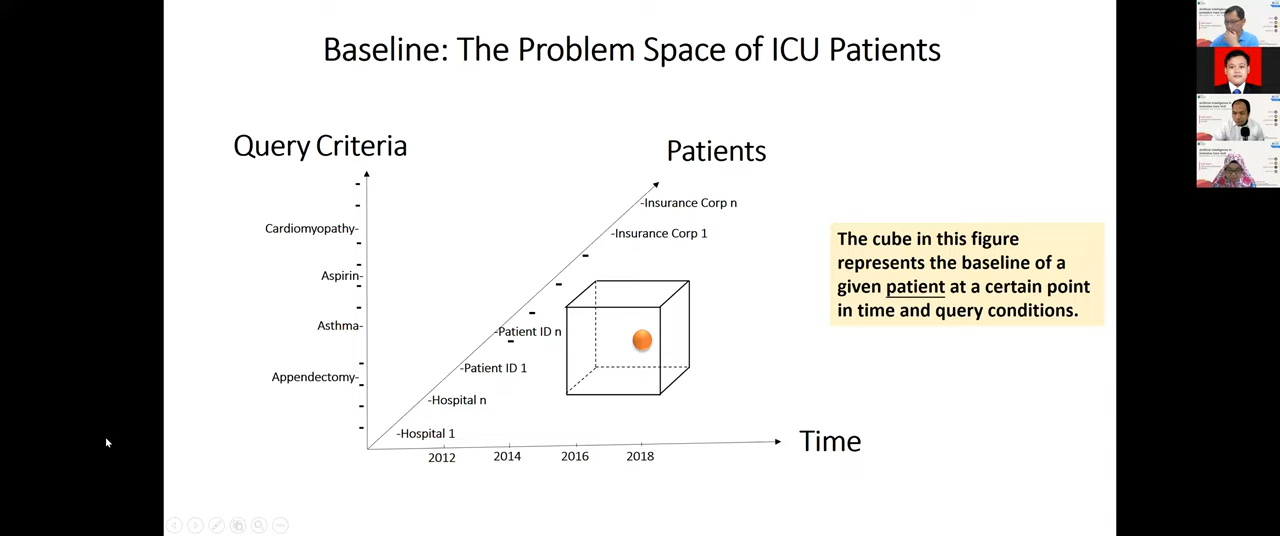 Baseline: The Problem Space of ICU Patients
Query Criteria
Patients
-Insurance Corp n
Cardiomyopathy-
-Insurance Corp 1
The cube in this figure
represents the baseline of a
given patient at a certain point
in time and query conditions.
Aspirin-
Asthma-
-Patient ID n
Appendectomy-
-Patient ID 1
-Hospital n
-Hospital 1
Time
2012
2014
2016
2018